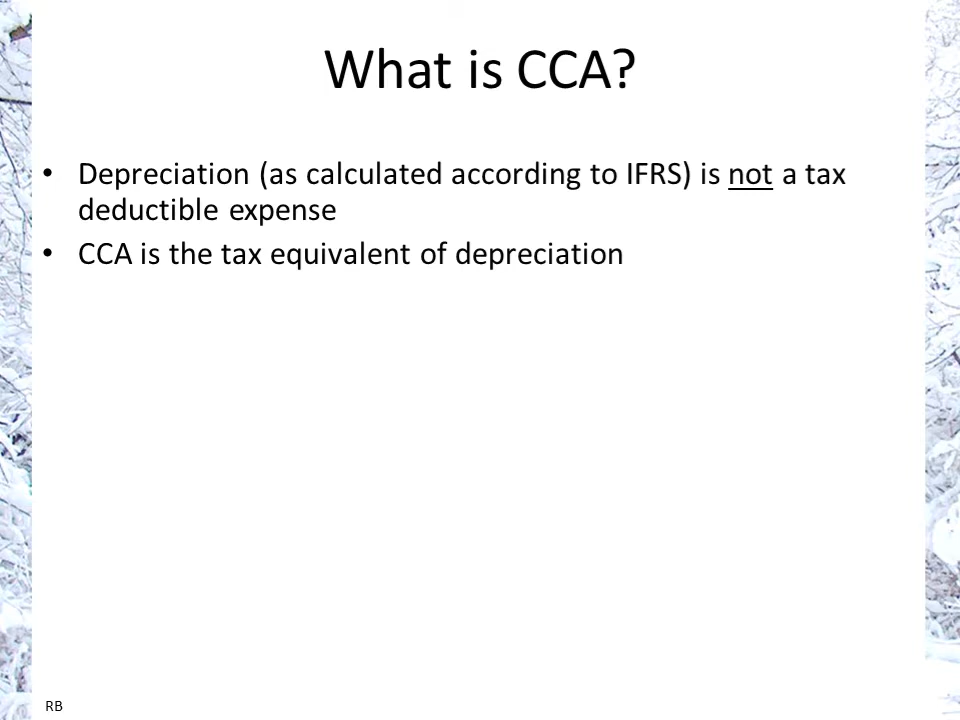 What is CCA?
• Depreciation (as calculated according to IFRS) is not a tax
deductible expense
• CCA is the tax equivalent of depreciation
RB